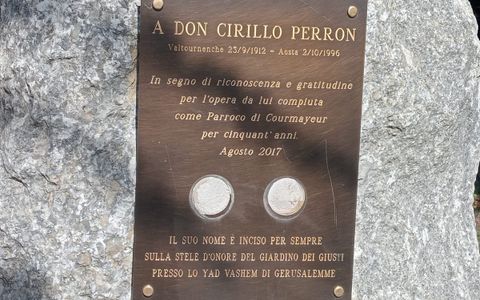 A DON CIRILLO PERRON
Valtournenche 23/9/1912 - Aosta 2/10/1996
In segno di riconoscenza e gratitudine
per l'opera da lui compiuta
come Parroco di Courmayeur
per cinquant'anni.
Agosto 2017
IL SUO NOME È INCISO PER SEMPRE
SULLA STELE D'ONORE DEL GIARDINO DEI GIUSTI
PRESSO LO YAD VASHEM DI GERUSALEMME